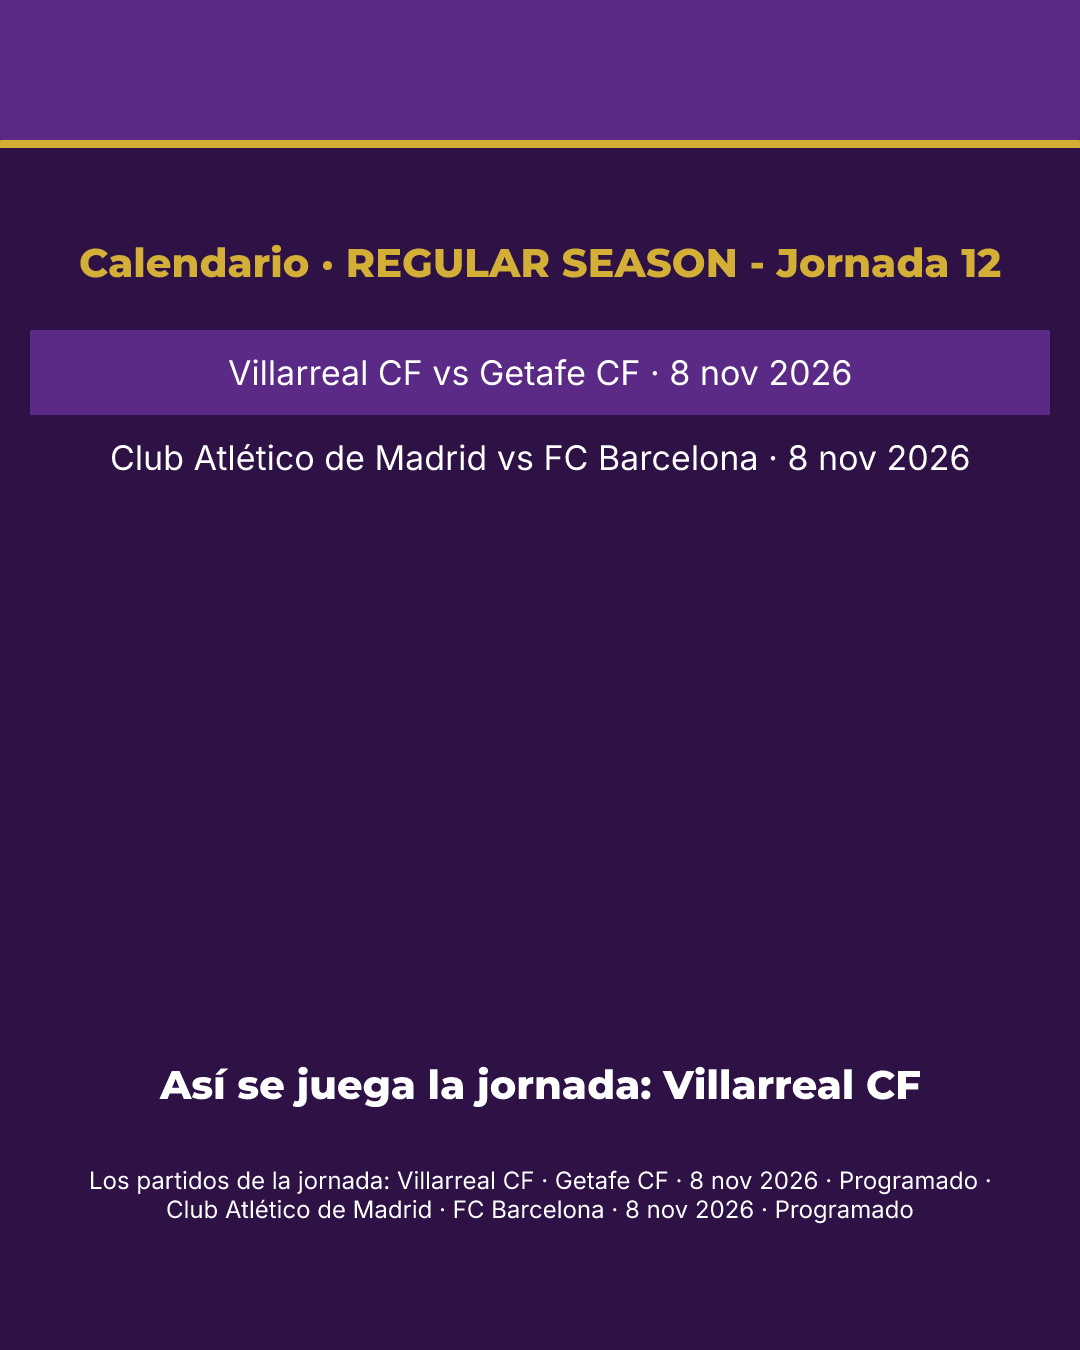 Calendario · REGULAR SEASON - Jornada 12
Villarreal CF vs Getafe CF · 8 nov 2026
Club Atlético de Madrid vs FC Barcelona · 8 nov 2026
Así se juega la jornada: Villarreal CF
Los partidos de la jornada: Villarreal CF · Getafe CF · 8 nov 2026 · Programado ·
Club Atlético de Madrid · FC Barcelona · 8 nov 2026 · Programado